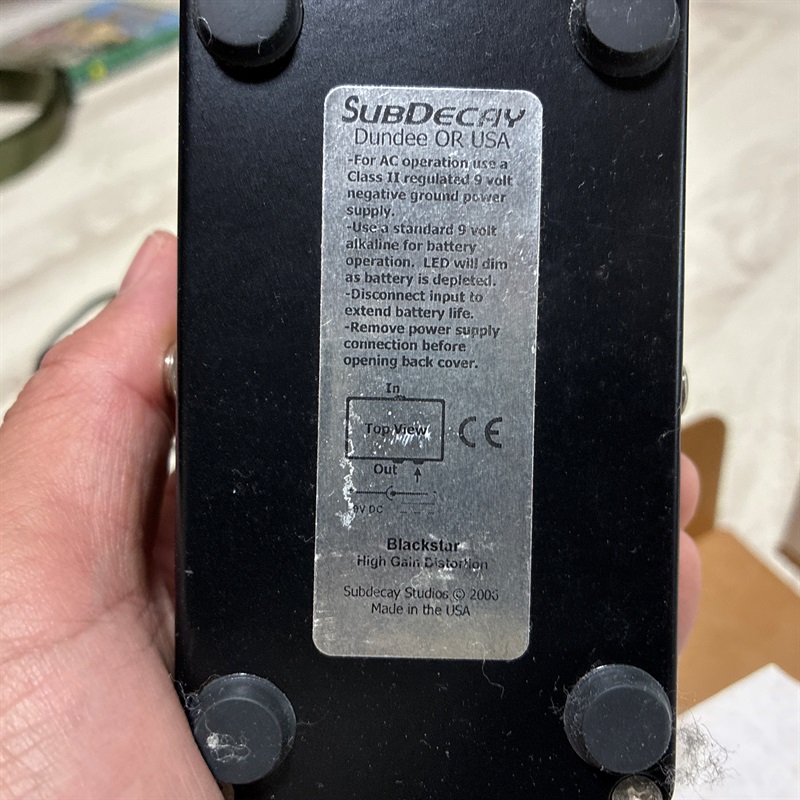 SUBDECAY
Dundee OR USA
-For AC operation use a
Class II regulated 9 volt
negative ground power
supply.
-Use a standard 9 volt
alkaline for battery
operation. LED will dim
as battery is depleted.
-Disconnect input to
extend battery life.
-Remove power supply
connection before
opening back cover.
In
Top View
CE
Out
9V DC
Blackstar
High Gain Distortion
Subdecay Studios ©
Made in the USA